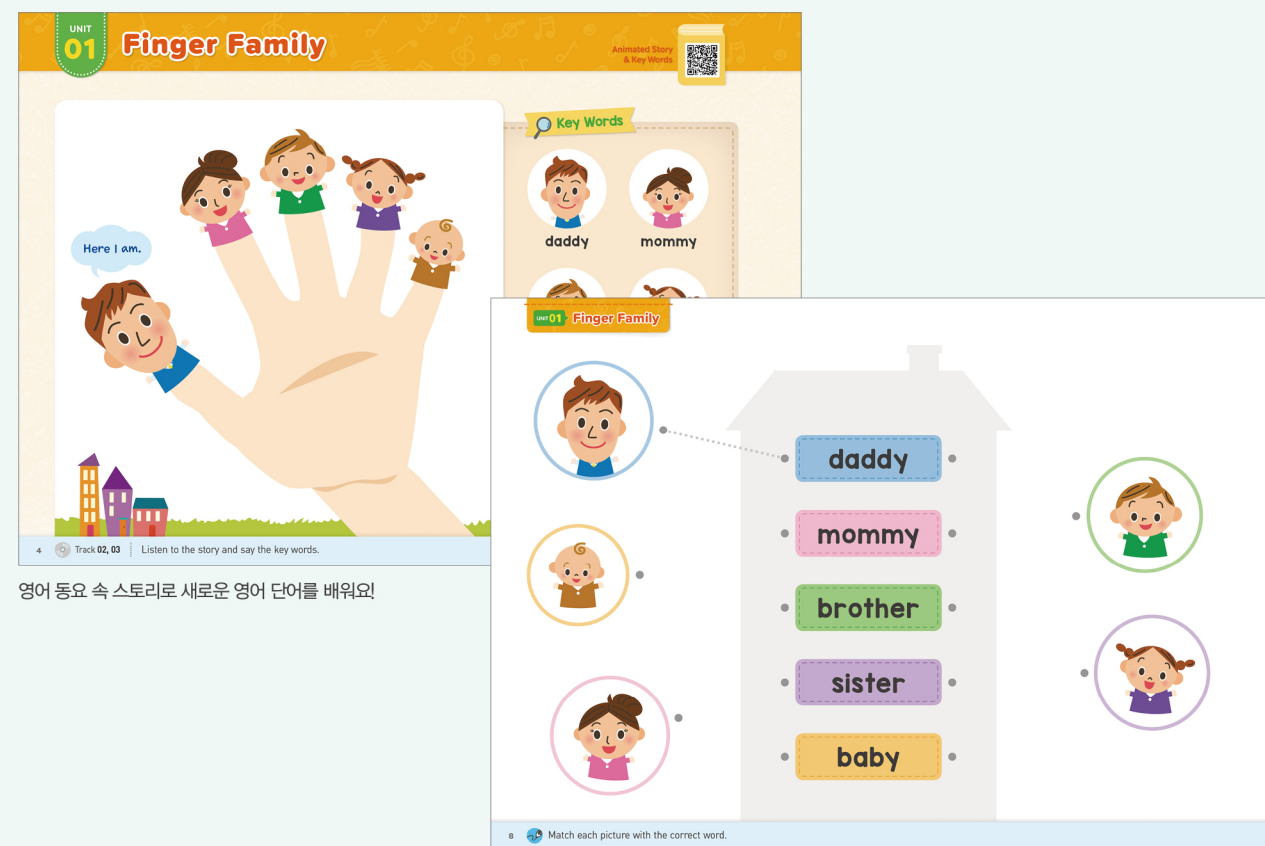 UNIT
01
Finger Family
Animated Story
& Key Words
Key Words
daddy
mommy
Here I am.
4 Track 02, 03 Listen to the story and say the key words.
영어 동요 속 스토리로 새로운 영어 단어를 배워요!
UNIT 01 Finger Family
daddy
mommy
brother
sister
baby
8 Match each picture with the correct word.